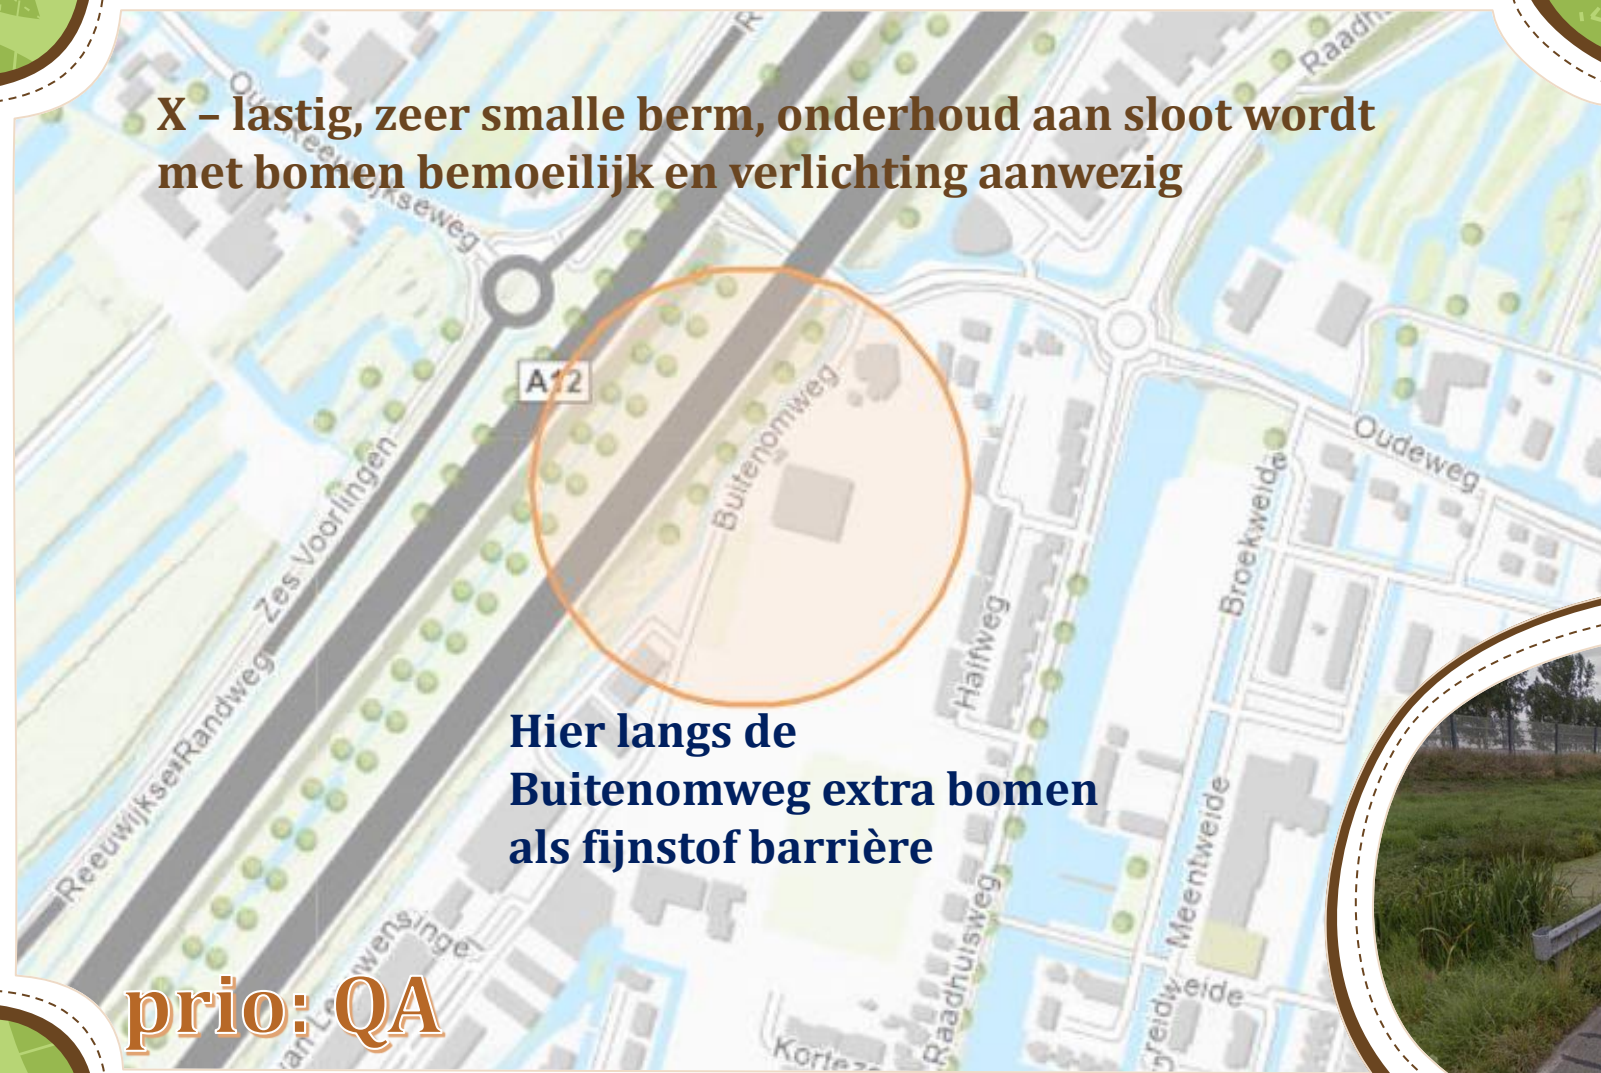 X – lastig, zeer smalle berm, onderhoud aan sloot wordt
met bomen bemoeilijk en verlichting aanwezig
A12
Buitenomweg
Zes Voorlingen
Reeuwijkse Randweg
Oudeweg
Broekweide
Halfweg
Meentweide
Raadhuisweg
Hier langs de
Buitenomweg extra bomen
als fijnstof barrière
prio: QA